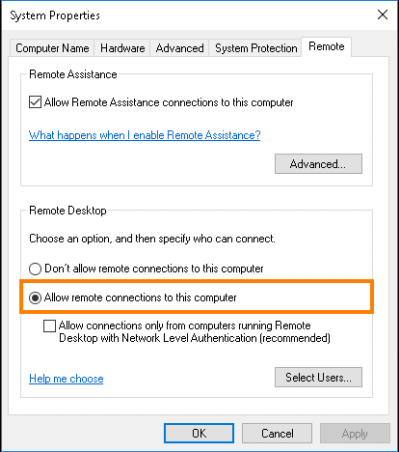 System Properties
Computer Name
Hardware
Advanced
System Protection
Remote
Remote Assistance
Allow Remote Assistance connections to this computer
What happens when I enable Remote Assistance?
Advanced...
Remote Desktop
Choose an option, and then specify who can connect.
Don't allow remote connections to this computer
Allow remote connections to this computer
Allow connections only from computers running Remote
Desktop with Network Level Authentication (recommended)
Help me choose
Select Users...
OK
Cancel
Apply